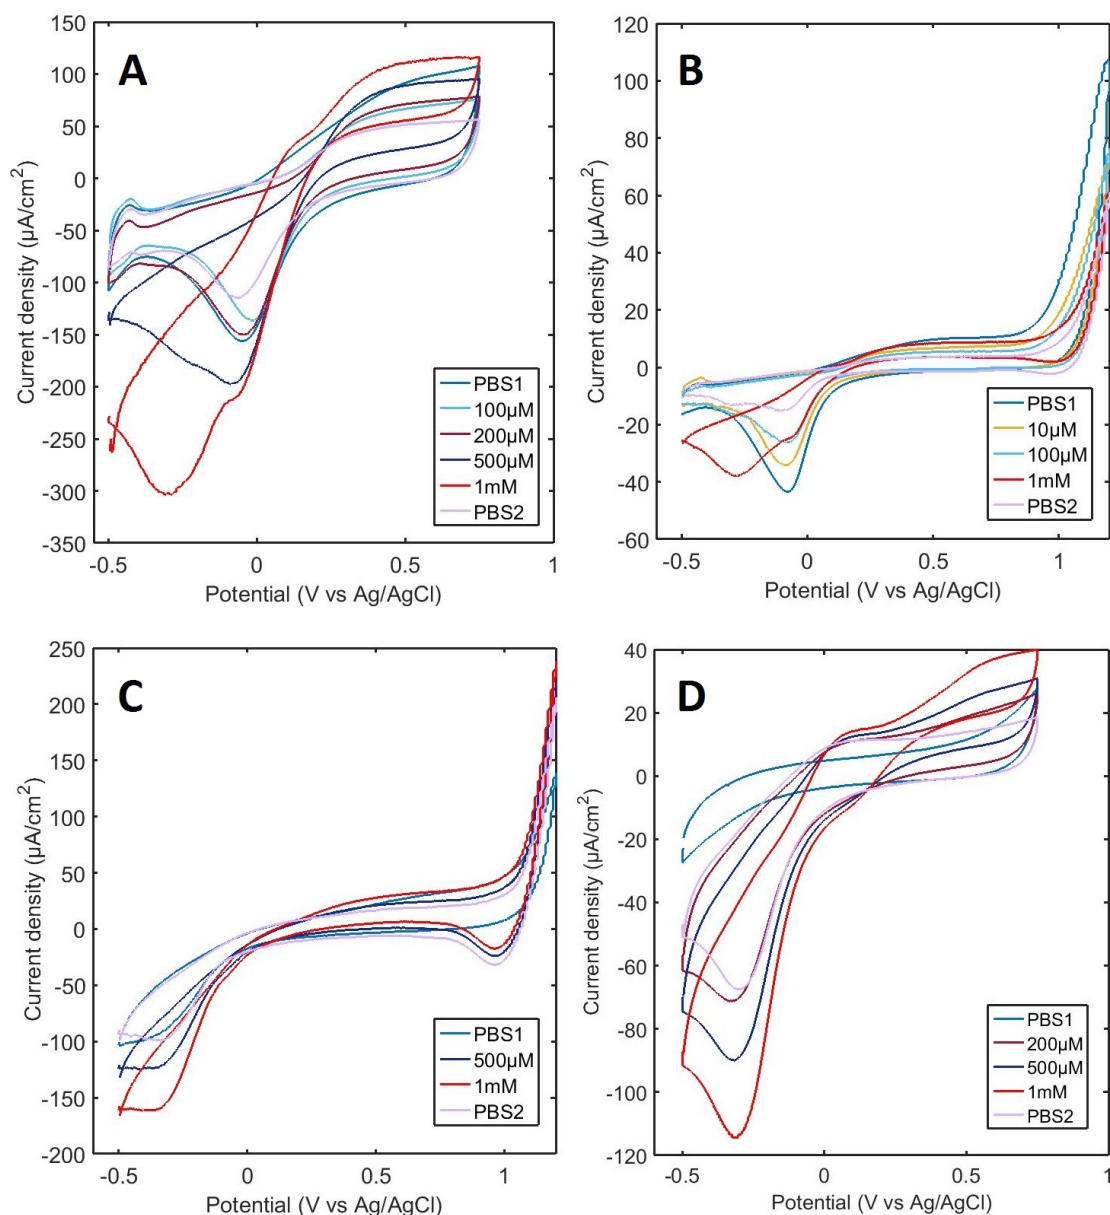 A
Current density (µA/cm²)
150
100
50
0
-50
-100
-150
-200
-250
-300
-350
-0.5
0
0.5
1
Potential (V vs Ag/AgCl)
PBS1
100µM
200µM
500µM
1mM
PBS2
B
Current density (µA/cm²)
120
100
80
60
40
20
0
-20
-40
-60
-0.5
0
0.5
1
Potential (V vs Ag/AgCl)
PBS1
10µM
100µM
1mM
PBS2
C
Current density (µA/cm²)
250
200
150
100
50
0
-50
-100
-150
-200
-0.5
0
0.5
1
Potential (V vs Ag/AgCl)
PBS1
500µM
1mM
PBS2
D
Current density (µA/cm²)
40
20
0
-20
-40
-60
-80
-100
-120
-0.5
0
0.5
1
Potential (V vs Ag/AgCl)
PBS1
200µM
500µM
1mM
PBS2